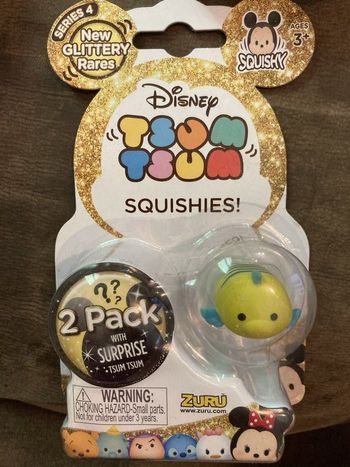 SERIES 4
New
GLITTERY
Rares
SQUISHY
AGES
3+
Disney
TSUM
TSUM
SQUISHIES!
???
2 Pack
WITH
SURPRISE
TSUM TSUM
WARNING:
CHOKING HAZARD-Small parts.
Not for children under 3 years.
ZURU
www.zuru.com